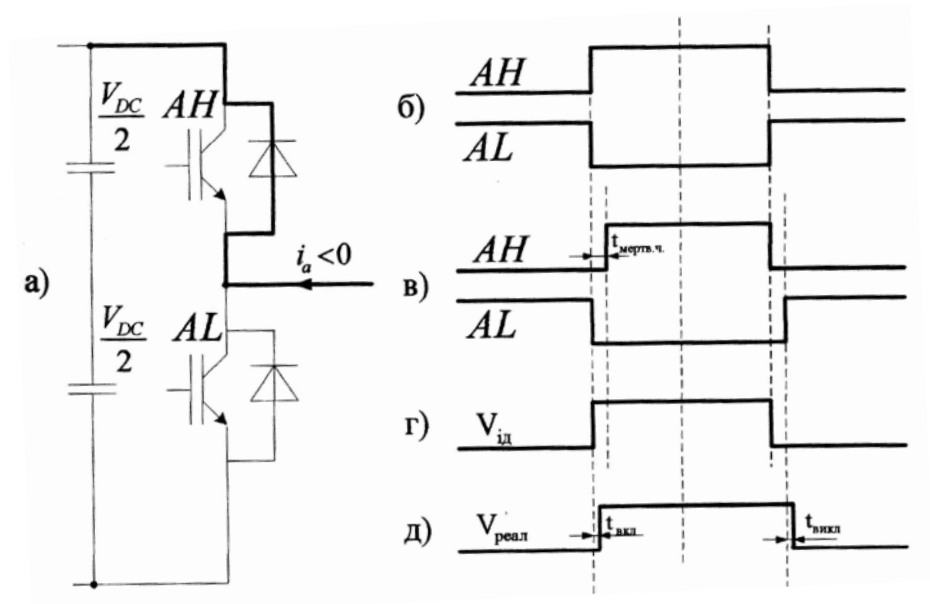 а)
V_DC/2
AH
i_a<0
V_DC/2
AL
б)
AH
AL
в)
AH
t_мертв.ч.
AL
г)
V_ід
д)
V_реал
t_вкл
t_викл